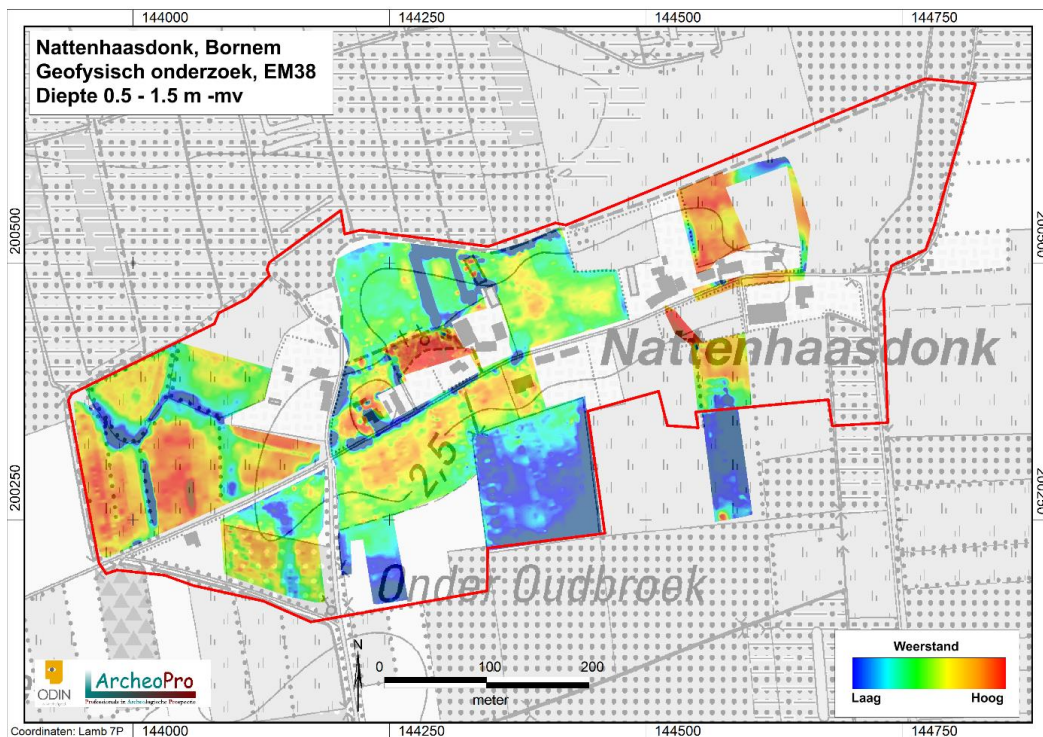 144000 144250 144500 144750
Nattenhaasdonk, Bornem
Geofysisch onderzoek, EM38
Diepte 0.5 - 1.5 m -mv
200500 200500
Nattenhaasdonk
2,5
200250 200250
Onder Oudbroek
Weerstand
Laag Hoog
N
0 100 200
meter
ODIN
ArcheoPro
Professionals in Archeologische Prospectie
144000 144250 144500 144750
Coordinaten: Lamb 7P